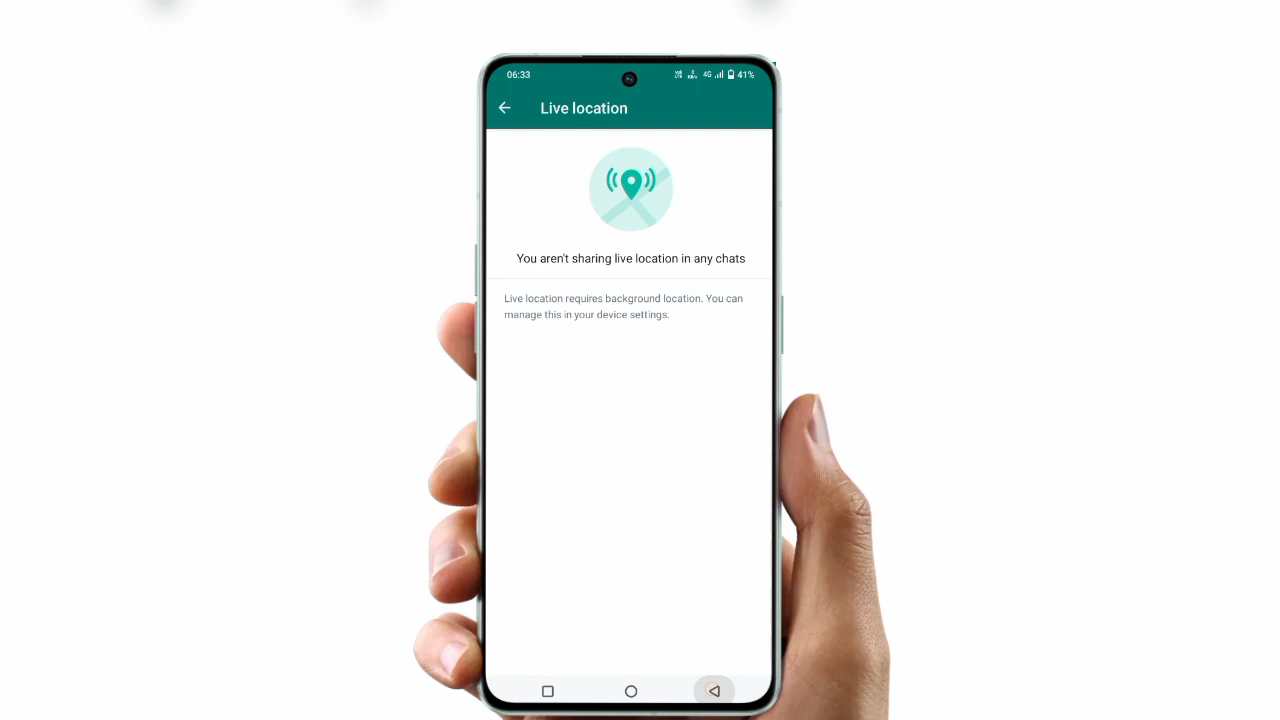 06:33
4G 41%
Live location
You aren't sharing live location in any chats
Live location requires background location. You can
manage this in your device settings.